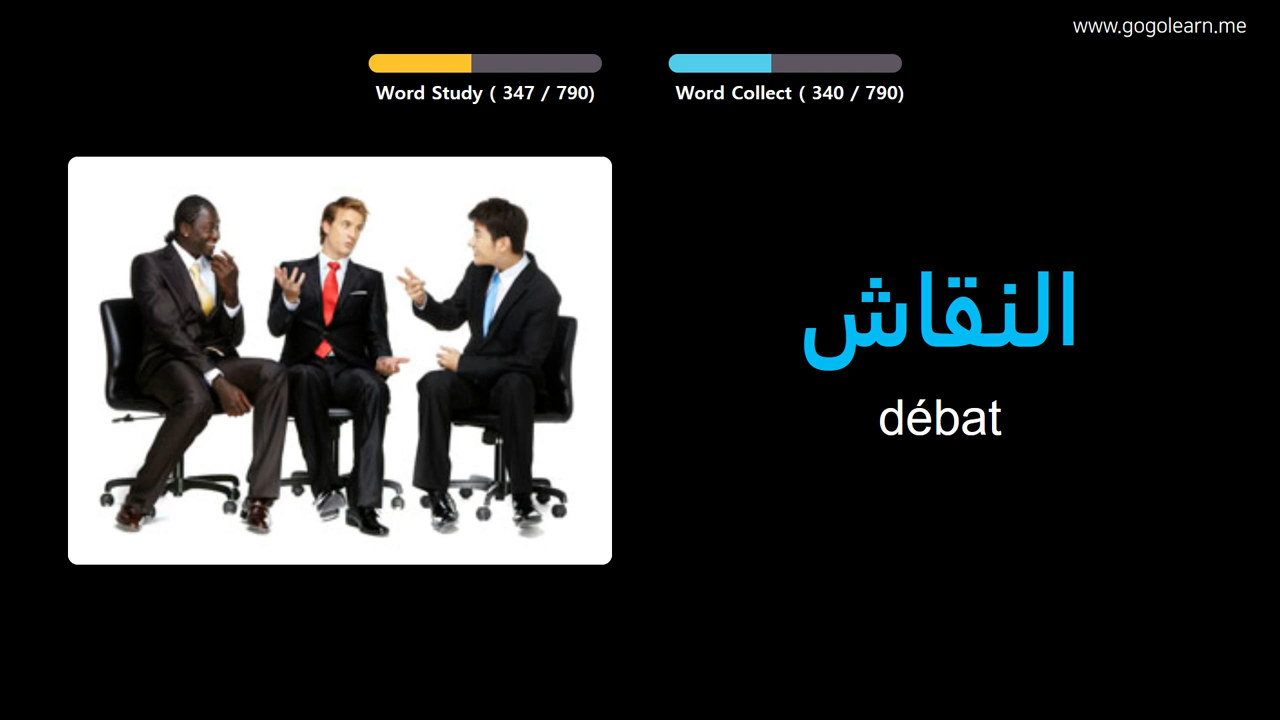 www.gogolearn.me
Word Study ( 347 / 790)
Word Collect ( 340 / 790)
النقاش
débat